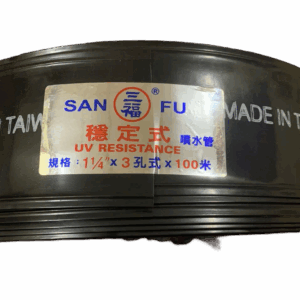 SAN 三福 ® FU
穩定式 噴水管
UV RESISTANCE
規格：1¼" x 3孔式 x 100米
TAIW
MADE IN T